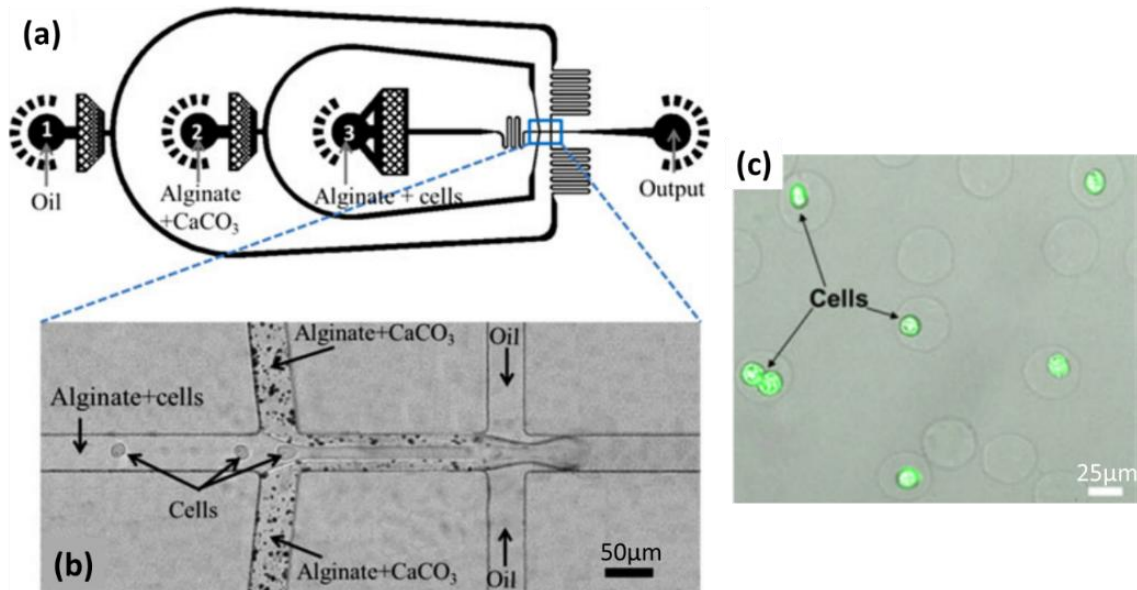 (a)
1
2
3
Oil
Alginate
+CaCO3
Alginate + cells
Output
(c)
Cells
25µm
Alginate+CaCO3
Oil
Alginate+cells
Cells
Alginate+CaCO3
Oil
50µm
(b)